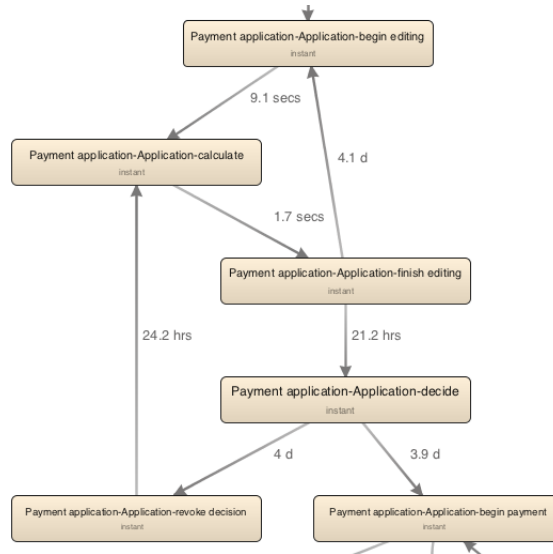 Payment application-Application-begin editing
instant
9.1 secs
Payment application-Application-calculate
instant
4.1 d
1.7 secs
Payment application-Application-finish editing
instant
24.2 hrs
21.2 hrs
Payment application-Application-decide
instant
4 d
3.9 d
Payment application-Application-revoke decision
instant
Payment application-Application-begin payment
instant